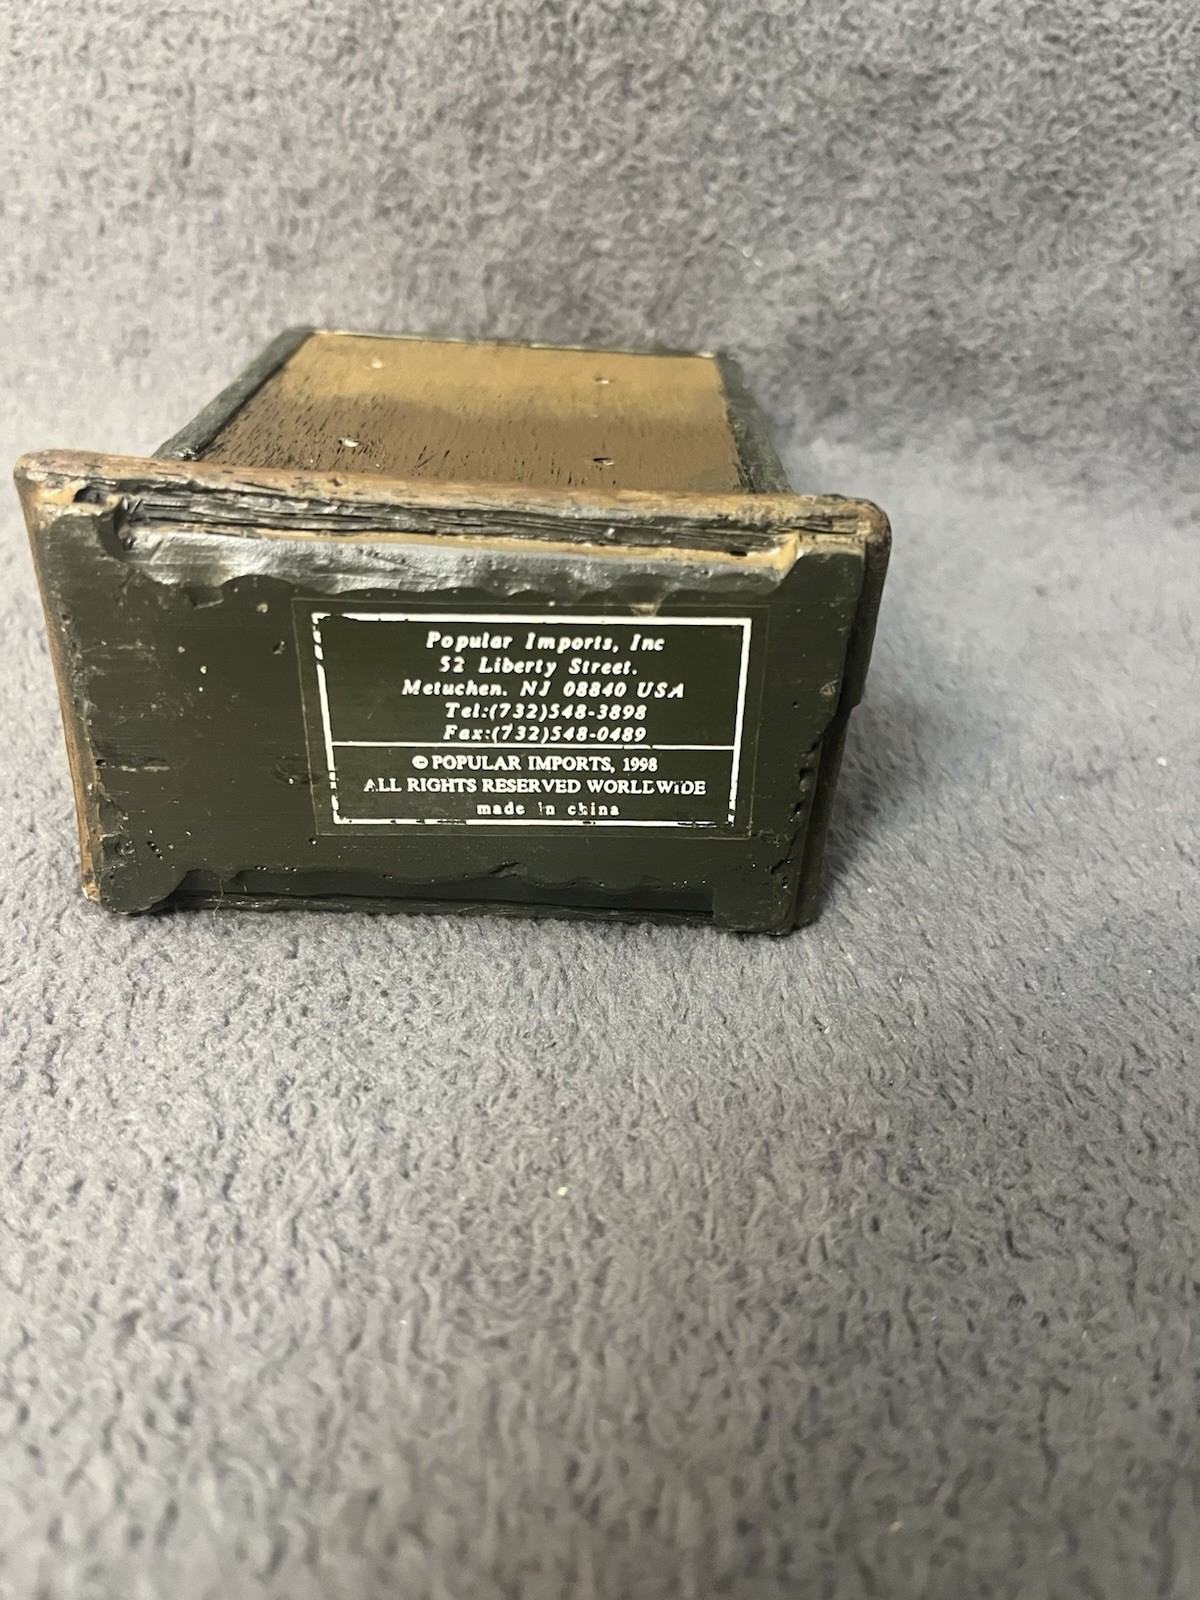 Popular Imports, Inc
52 Liberty Street.
Metuchen. NJ 08840 USA
Tel:(732)548-3898
Fax:(732)548-0489
© POPULAR IMPORTS, 1998
ALL RIGHTS RESERVED WORLDWIDE
made in china